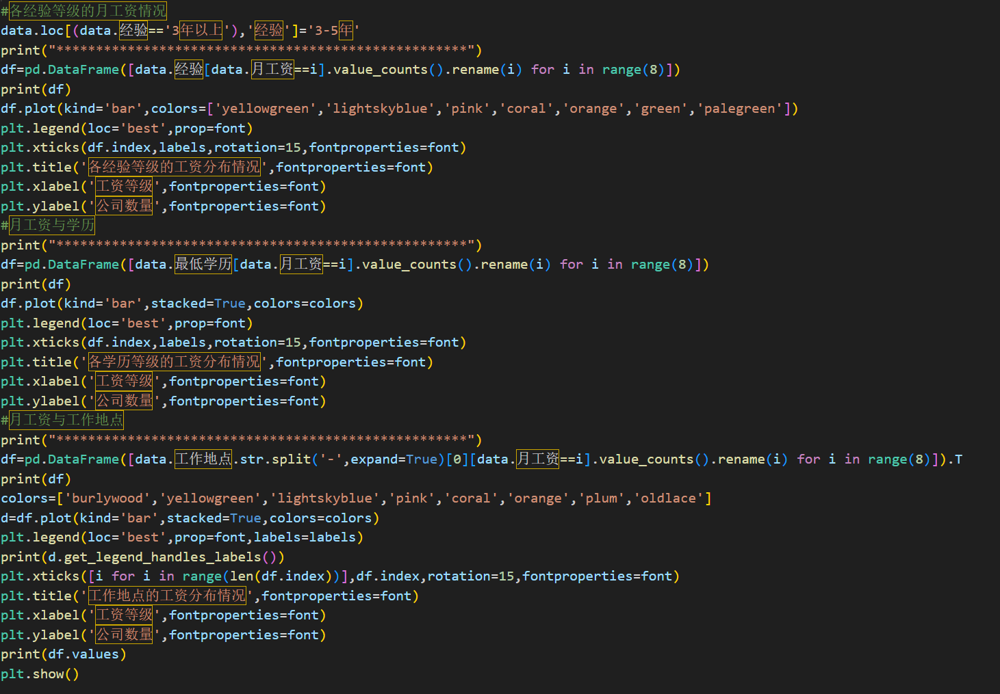 #各经验等级的月工资情况
data.loc[(data.经验=='3年以上'),'经验']='3-5年'
print("****************************************************")
df=pd.DataFrame([data.经验[data.月工资==i].value_counts().rename(i) for i in range(8)])
print(df)
df.plot(kind='bar',colors=['yellowgreen','lightskyblue','pink','coral','orange','green','palegreen'])
plt.legend(loc='best',prop=font)
plt.xticks(df.index,labels,rotation=15,fontproperties=font)
plt.title('各经验等级的工资分布情况',fontproperties=font)
plt.xlabel('工资等级',fontproperties=font)
plt.ylabel('公司数量',fontproperties=font)
#月工资与学历
print("****************************************************")
df=pd.DataFrame([data.最低学历[data.月工资==i].value_counts().rename(i) for i in range(8)])
print(df)
df.plot(kind='bar',stacked=True,colors=colors)
plt.legend(loc='best',prop=font)
plt.xticks(df.index,labels,rotation=15,fontproperties=font)
plt.title('各学历等级的工资分布情况',fontproperties=font)
plt.xlabel('工资等级',fontproperties=font)
plt.ylabel('公司数量',fontproperties=font)
#月工资与工作地点
print("****************************************************")
df=pd.DataFrame([data.工作地点.str.split('-',expand=True)[0][data.月工资==i].value_counts().rename(i) for i in range(8)]).T
print(df)
colors=['burlywood','yellowgreen','lightskyblue','pink','coral','orange','plum','oldlace']
d=df.plot(kind='bar',stacked=True,colors=colors)
plt.legend(loc='best',prop=font,labels=labels)
print(d.get_legend_handles_labels())
plt.xticks([i for i in range(len(df.index))],df.index,rotation=15,fontproperties=font)
plt.title('工作地点的工资分布情况',fontproperties=font)
plt.xlabel('工资等级',fontproperties=font)
plt.ylabel('公司数量',fontproperties=font)
print(df.values)
plt.show()